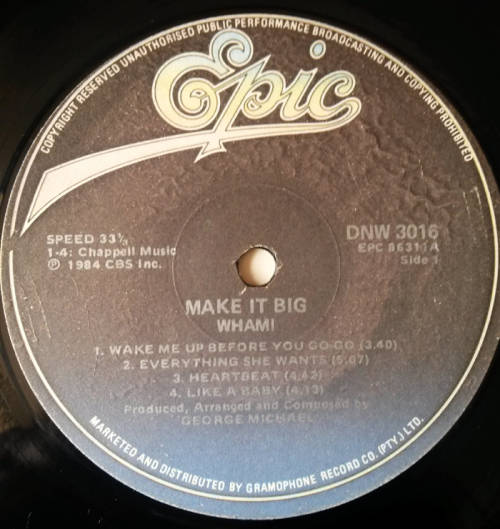 COPYRIGHT RESERVED UNAUTHORISED PUBLIC PERFORMANCE BROADCASTING AND COPYING PROHIBITED
Epic
SPEED 33⅓
1-4: Chappell Music
℗ 1984 CBS Inc.
DNW 3016
EPC 86311A
Side 1
MAKE IT BIG
WHAM!
1. WAKE ME UP BEFORE YOU GO-GO (3.40)
2. EVERYTHING SHE WANTS (5.07)
3. HEARTBEAT (4.42)
4. LIKE A BABY (4.13)
Produced, Arranged and Composed by
GEORGE MICHAEL
MARKETED AND DISTRIBUTED BY GRAMOPHONE RECORD CO. (PTY.) LTD.